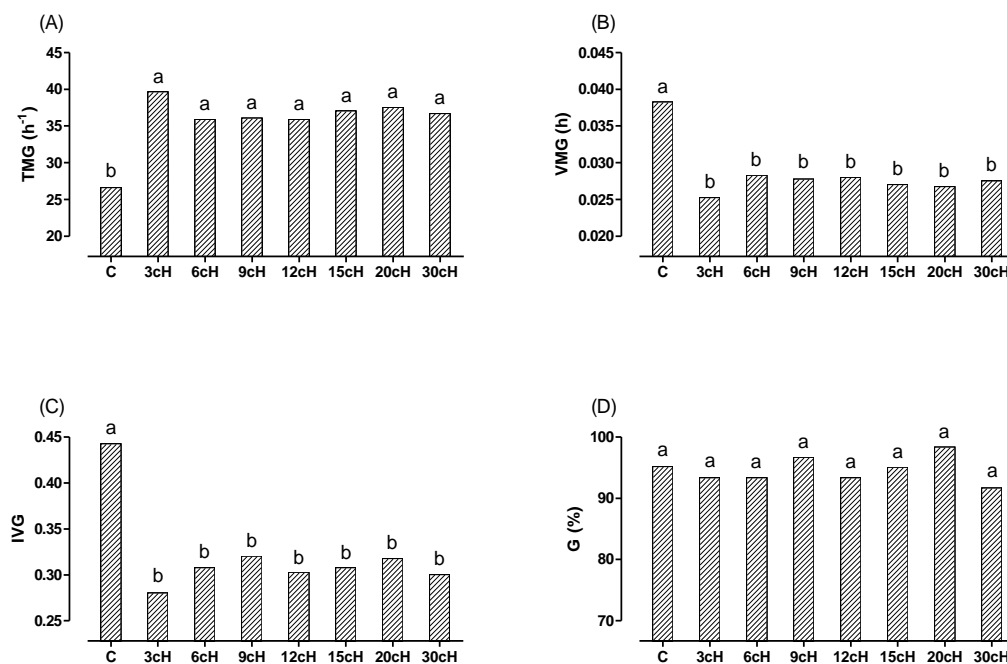 (A)
TMG (h⁻¹)
45
40
35
30
25
20
b a a a a a a a
C 3cH 6cH 9cH 12cH 15cH 20cH 30cH
(B)
VMG (h)
0.045
0.040
0.035
0.030
0.025
0.020
a b b b b b b b
C 3cH 6cH 9cH 12cH 15cH 20cH 30cH
(C)
IVG
0.45
0.40
0.35
0.30
0.25
a b b b b b b b
C 3cH 6cH 9cH 12cH 15cH 20cH 30cH
(D)
G (%)
100
90
80
70
a a a a a a a a
C 3cH 6cH 9cH 12cH 15cH 20cH 30cH